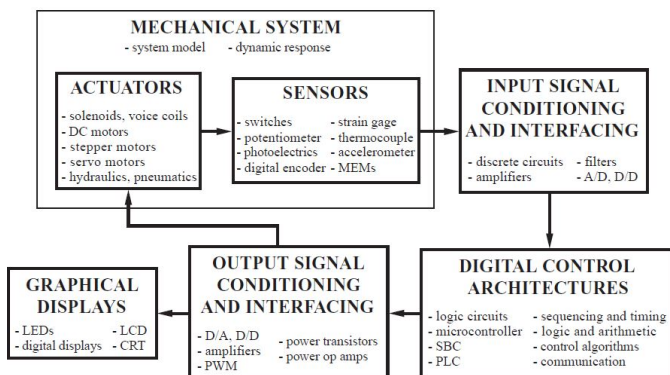 MECHANICAL SYSTEM
- system model - dynamic response
ACTUATORS
- solenoids, voice coils
- DC motors
- stepper motors
- servo motors
- hydraulics, pneumatics
SENSORS
- switches - strain gage
- potentiometer - thermocouple
- photoelectrics - accelerometer
- digital encoder - MEMs
INPUT SIGNAL
CONDITIONING
AND INTERFACING
- discrete circuits - filters
- amplifiers - A/D, D/D
GRAPHICAL
DISPLAYS
- LEDs - LCD
- digital displays - CRT
OUTPUT SIGNAL
CONDITIONING
AND INTERFACING
- D/A, D/D - power transistors
- amplifiers - power op amps
- PWM
DIGITAL CONTROL
ARCHITECTURES
- logic circuits - sequencing and timing
- microcontroller - logic and arithmetic
- SBC - control algorithms
- PLC - communication